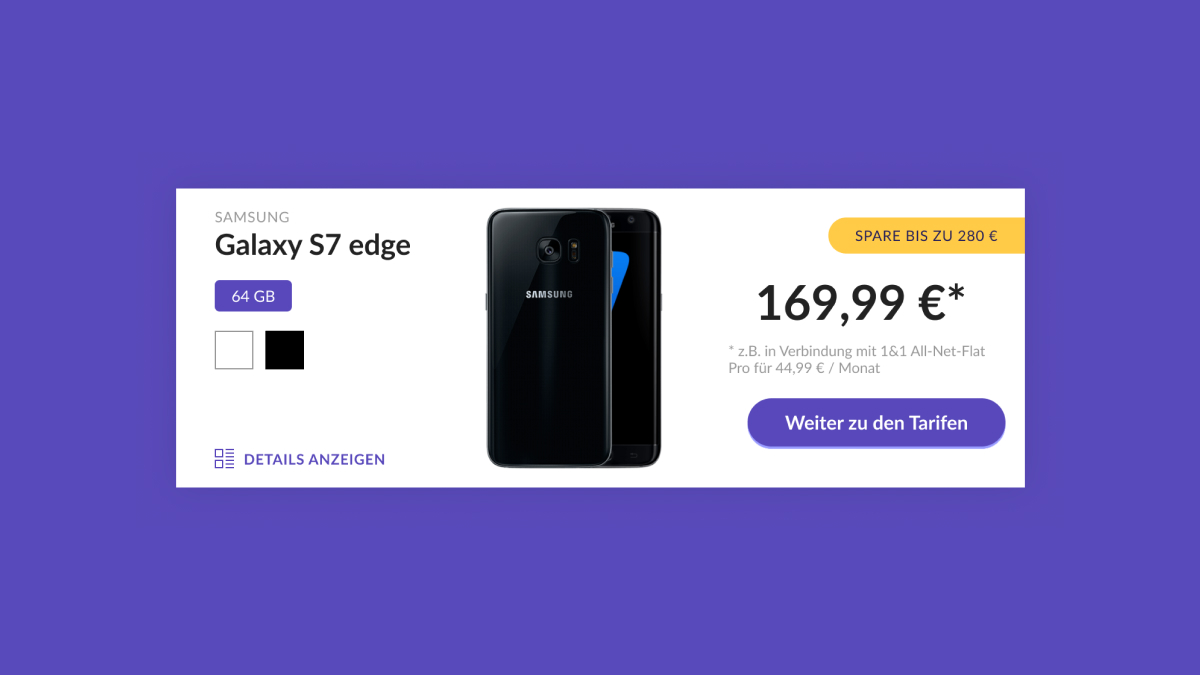 SAMSUNG
Galaxy S7 edge
64 GB
DETAILS ANZEIGEN
SAMSUNG
SPARE BIS ZU 280 €
169,99 €*
* z.B. in Verbindung mit 1&1 All-Net-Flat
Pro für 44,99 € / Monat
Weiter zu den Tarifen